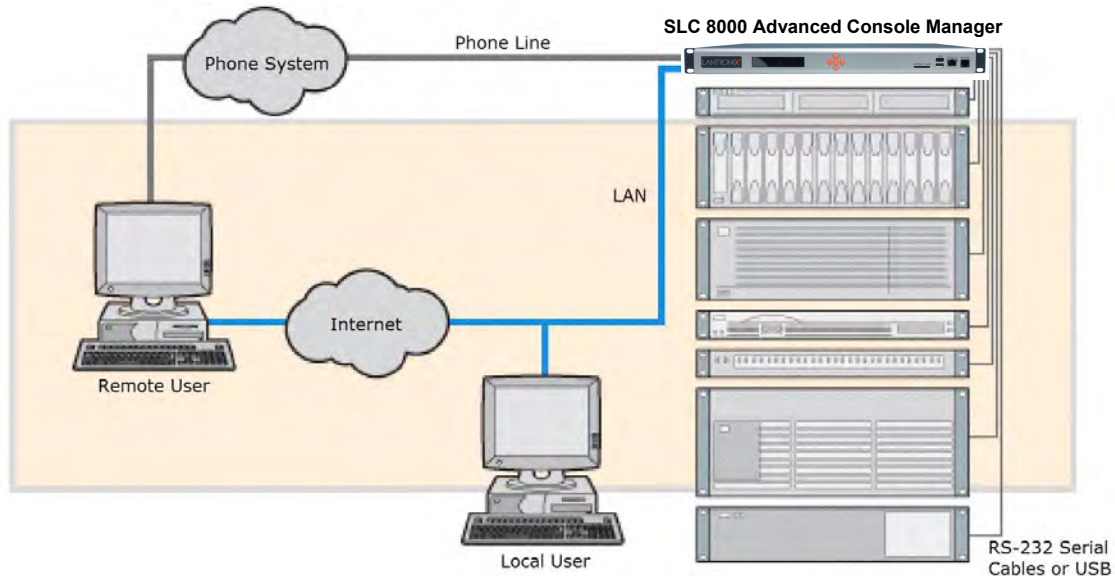 SLC 8000 Advanced Console Manager
Phone Line
Phone System
LANTRONIX
LAN
Internet
Remote User
Local User
RS-232 Serial
Cables or USB